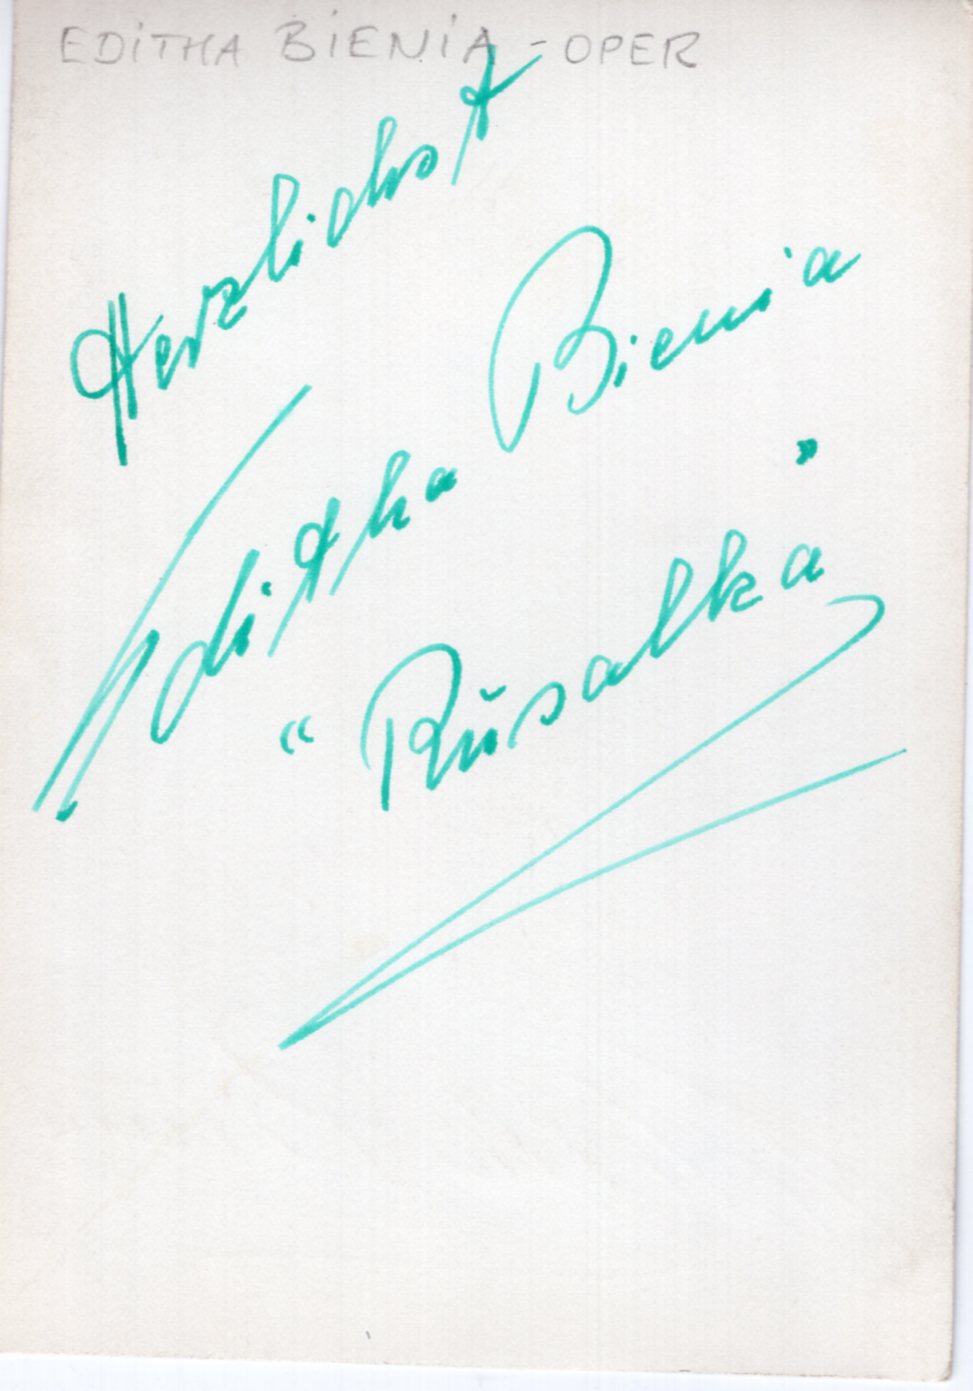 EDITHA BIENIA - OPER
Herzlichst
Editha Bienia
"Rusalka"